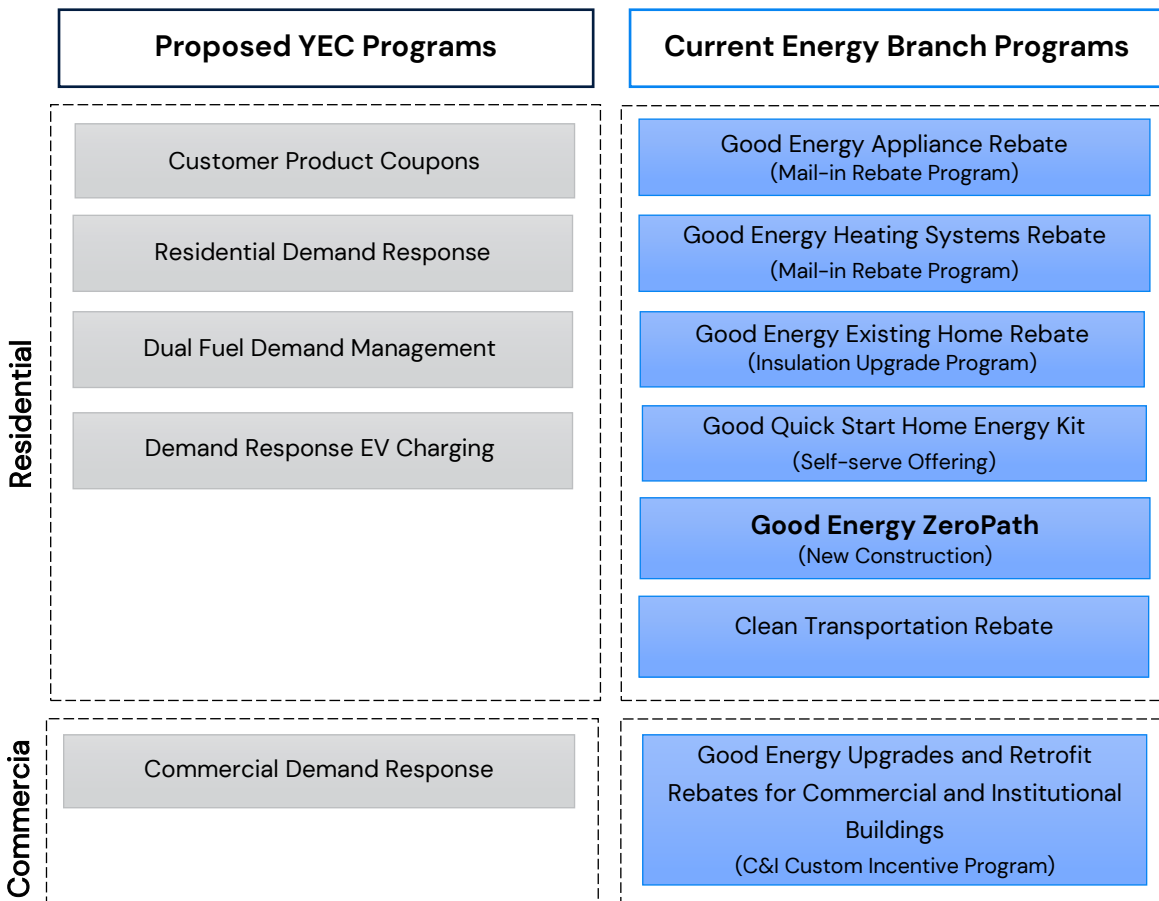 Proposed YEC Programs
Current Energy Branch Programs
Residential
Customer Product Coupons
Residential Demand Response
Dual Fuel Demand Management
Demand Response EV Charging
Good Energy Appliance Rebate
(Mail-in Rebate Program)
Good Energy Heating Systems Rebate
(Mail-in Rebate Program)
Good Energy Existing Home Rebate
(Insulation Upgrade Program)
Good Quick Start Home Energy Kit
(Self-serve Offering)
Good Energy ZeroPath
(New Construction)
Clean Transportation Rebate
Commercia
Commercial Demand Response
Good Energy Upgrades and Retrofit
Rebates for Commercial and Institutional
Buildings
(C&I Custom Incentive Program)